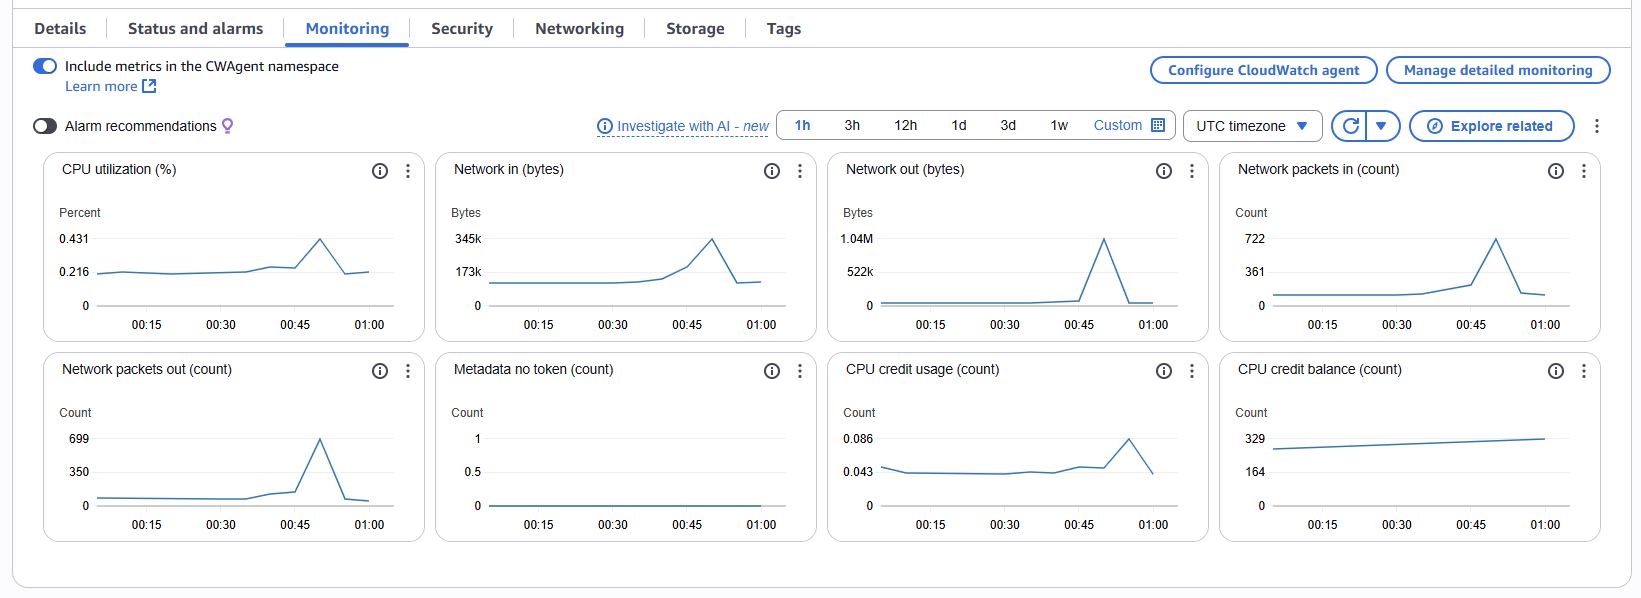 Details Status and alarms Monitoring Security Networking Storage Tags
Include metrics in the CWAgent namespace
Learn more
Configure CloudWatch agent Manage detailed monitoring
Alarm recommendations
Investigate with AI - new 1h 3h 12h 1d 3d 1w Custom UTC timezone Explore related
CPU utilization (%)
Percent
0.431
0.216
0
00:15 00:30 00:45 01:00
Network in (bytes)
Bytes
345k
173k
0
00:15 00:30 00:45 01:00
Network out (bytes)
Bytes
1.04M
522k
0
00:15 00:30 00:45 01:00
Network packets in (count)
Count
722
361
0
00:15 00:30 00:45 01:00
Network packets out (count)
Count
699
350
0
00:15 00:30 00:45 01:00
Metadata no token (count)
Count
1
0.5
0
00:15 00:30 00:45 01:00
CPU credit usage (count)
Count
0.086
0.043
0
00:15 00:30 00:45 01:00
CPU credit balance (count)
Count
329
164
0
00:15 00:30 00:45 01:00